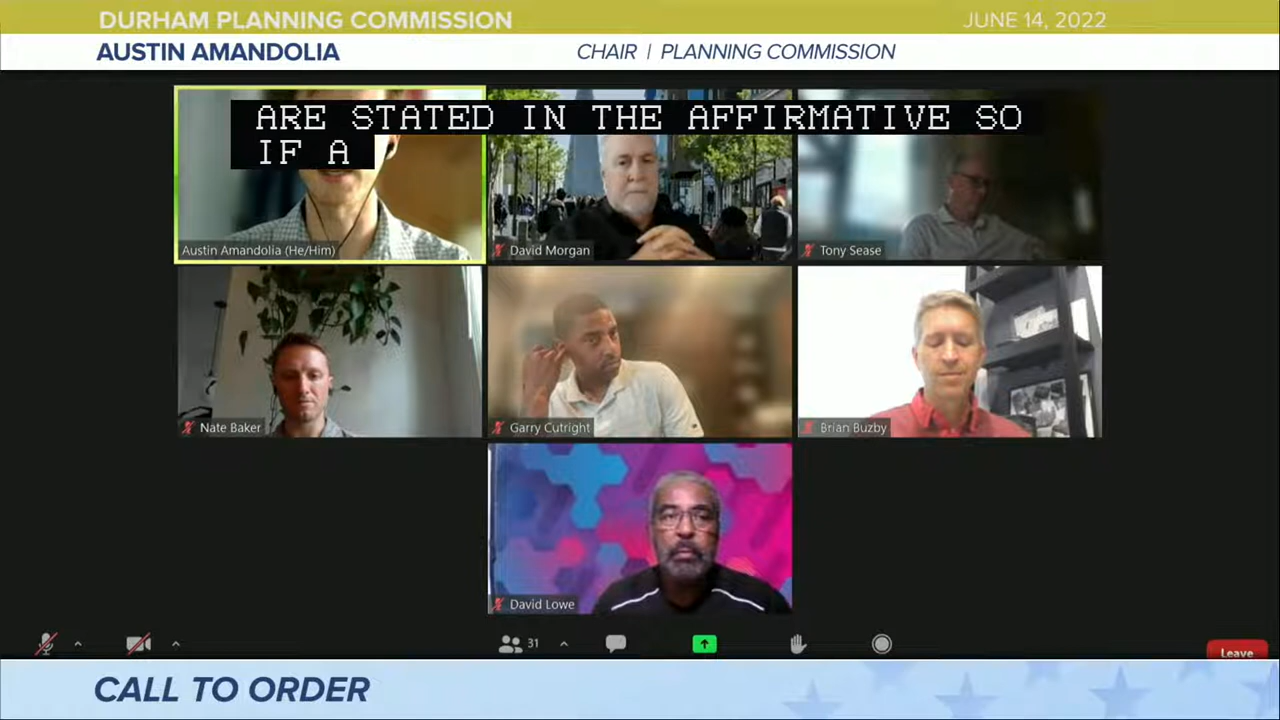 DURHAM PLANNING COMMISSION
JUNE 14, 2022
AUSTIN AMANDOLIA
CHAIR | PLANNING COMMISSION
ARE STATED IN THE AFFIRMATIVE SO
IF A
Austin Amandolia (He/Him)
David Morgan
Tony Sease
Nate Baker
Garry Cutright
Brian Buzby
David Lowe
31
Leave
CALL TO ORDER